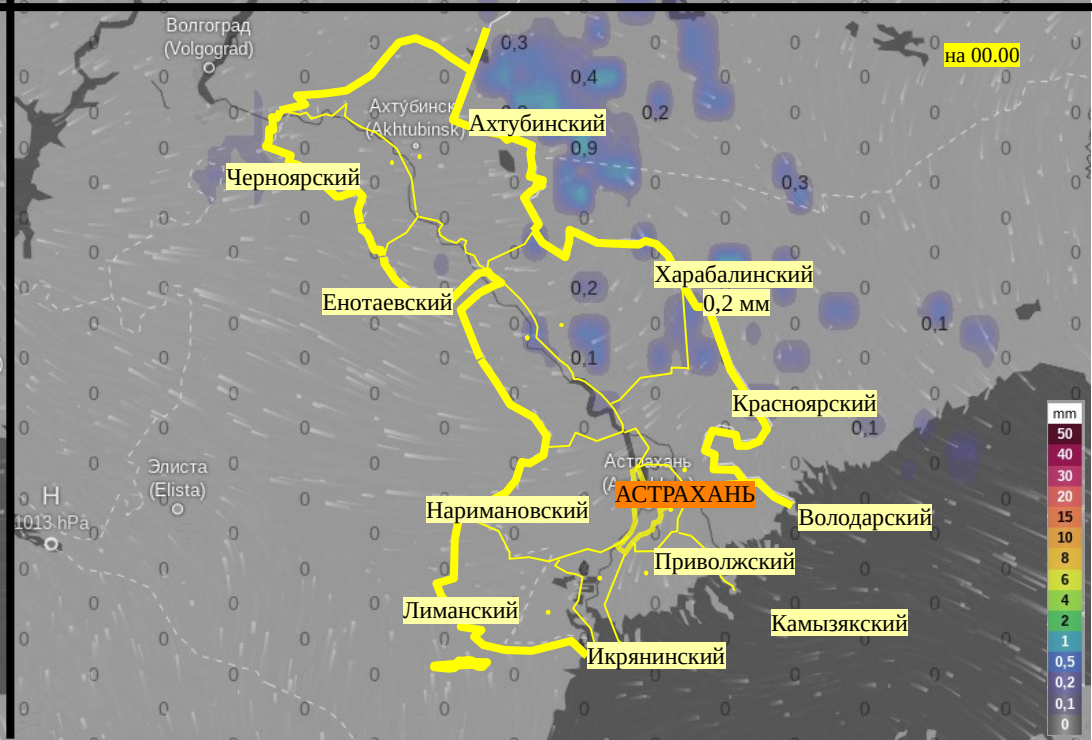 Волгоград
(Volgograd)
на 00.00
0,3
0,4
Ахтубинск
(Akhtubinsk)
0,2
Ахтубинский
0,9
Черноярский
0,3
Харабалинский
0,2
Енотаевский
0,2 мм
0,1
0,1
Красноярский
0,1
mm
50
40
30
20
15
10
8
6
4
2
1
0,5
0,2
0,1
0
Элиста
(Elista)
Астрахань
АСТРАХАНЬ
H
1013 hPa
Наримановский
Володарский
Приволжский
Лиманский
Камызякский
Икрянинский